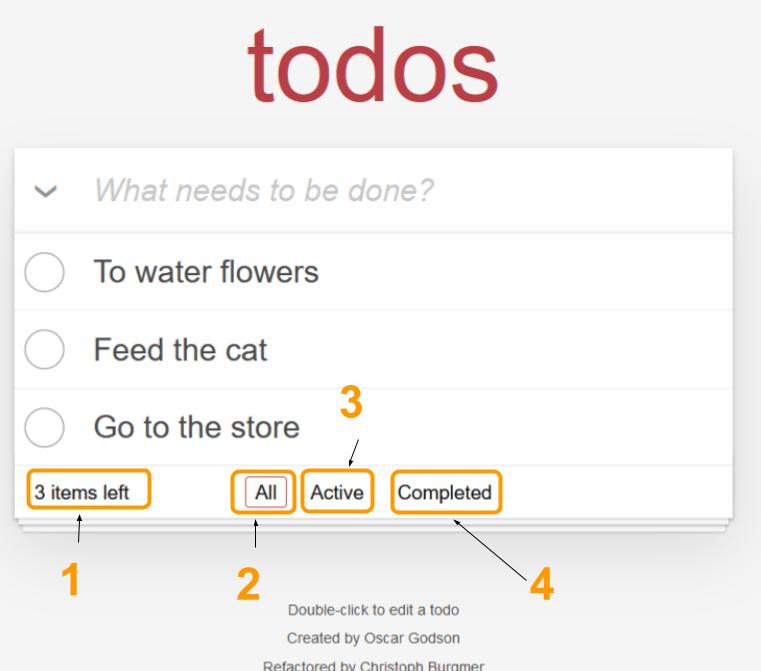 todos
What needs to be done?
To water flowers
Feed the cat
Go to the store
3
3 items left All Active Completed
1 2 4
Double-click to edit a todo
Created by Oscar Godson
Refactored by Christoph Burgmer